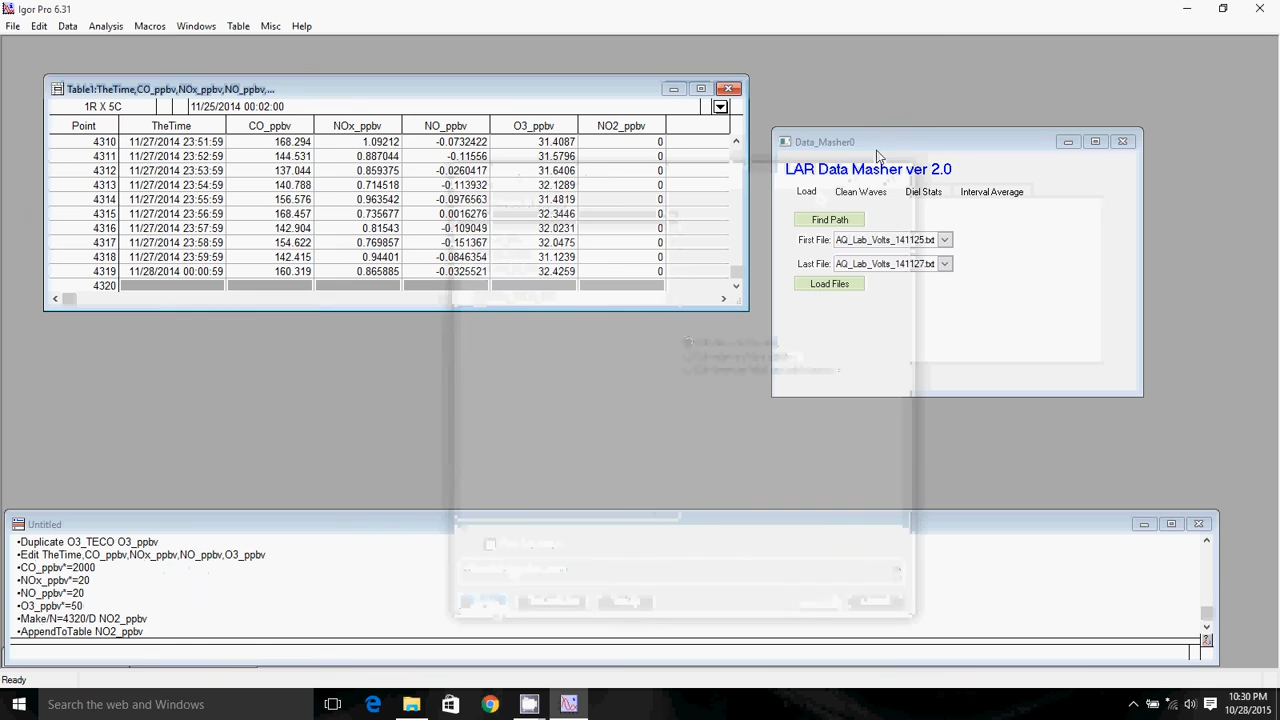 Igor Pro 6.31
File Edit Data Analysis Macros Windows Table Misc Help
Table1:TheTime,CO_ppbv,NOx_ppbv,NO_ppbv,...
1R X 5C 11/25/2014 00:02:00
Point TheTime CO_ppbv NOx_ppbv NO_ppbv O3_ppbv NO2_ppbv
4310 11/27/2014 23:51:59 168.294 1.09212 -0.0732422 31.4087 0
4311 11/27/2014 23:52:59 144.531 0.887044 -0.11556 31.5796 0
4312 11/27/2014 23:53:59 137.044 0.859375 -0.0260417 31.6406 0
4313 11/27/2014 23:54:59 140.788 0.714518 -0.113932 32.1289 0
4314 11/27/2014 23:55:59 156.576 0.963542 -0.0976563 31.4819 0
4315 11/27/2014 23:56:59 168.457 0.735677 0.0016276 32.3446 0
4316 11/27/2014 23:57:59 142.904 0.81543 -0.109049 32.0231 0
4317 11/27/2014 23:58:59 154.622 0.769857 -0.151367 32.0475 0
4318 11/27/2014 23:59:59 142.415 0.94401 -0.0846354 31.1239 0
4319 11/28/2014 00:00:59 160.319 0.865885 -0.0325521 32.4259 0
4320
Data_Masher0
LAR Data Masher ver 2.0
Load Clean Waves Diel Stats Interval Average
Find Path
First File: AQ_Lab_Volts_141125.txt
Last File: AQ_Lab_Volts_141127.txt
Load Files
Untitled
•Duplicate O3_TECO O3_ppbv
•Edit TheTime,CO_ppbv,NOx_ppbv,NO_ppbv,O3_ppbv
•CO_ppbv*=2000
•NOx_ppbv*=20
•NO_ppbv*=20
•O3_ppbv*=50
•Make/N=4320/D NO2_ppbv
•AppendToTable NO2_ppbv
Ready
Search the web and Windows
10:30 PM
10/28/2015